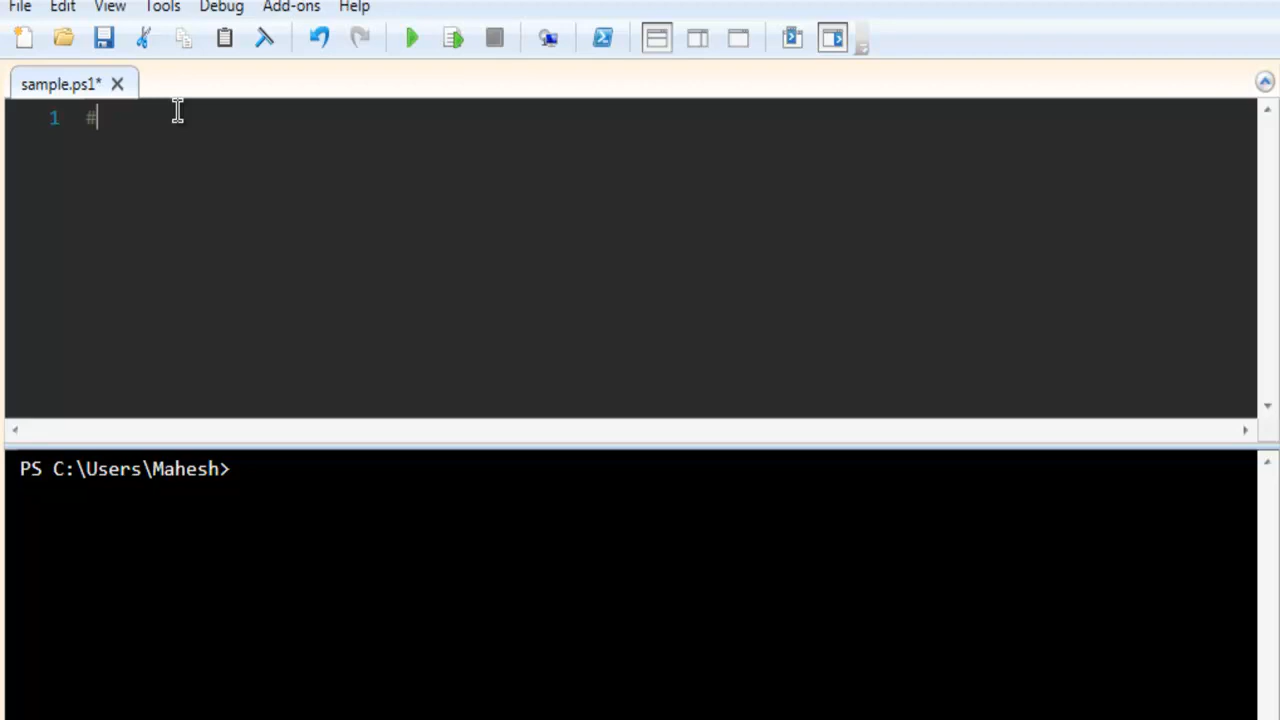 File Edit View Tools Debug Add-ons Help
sample.ps1*
1 #
PS C:\Users\Mahesh>